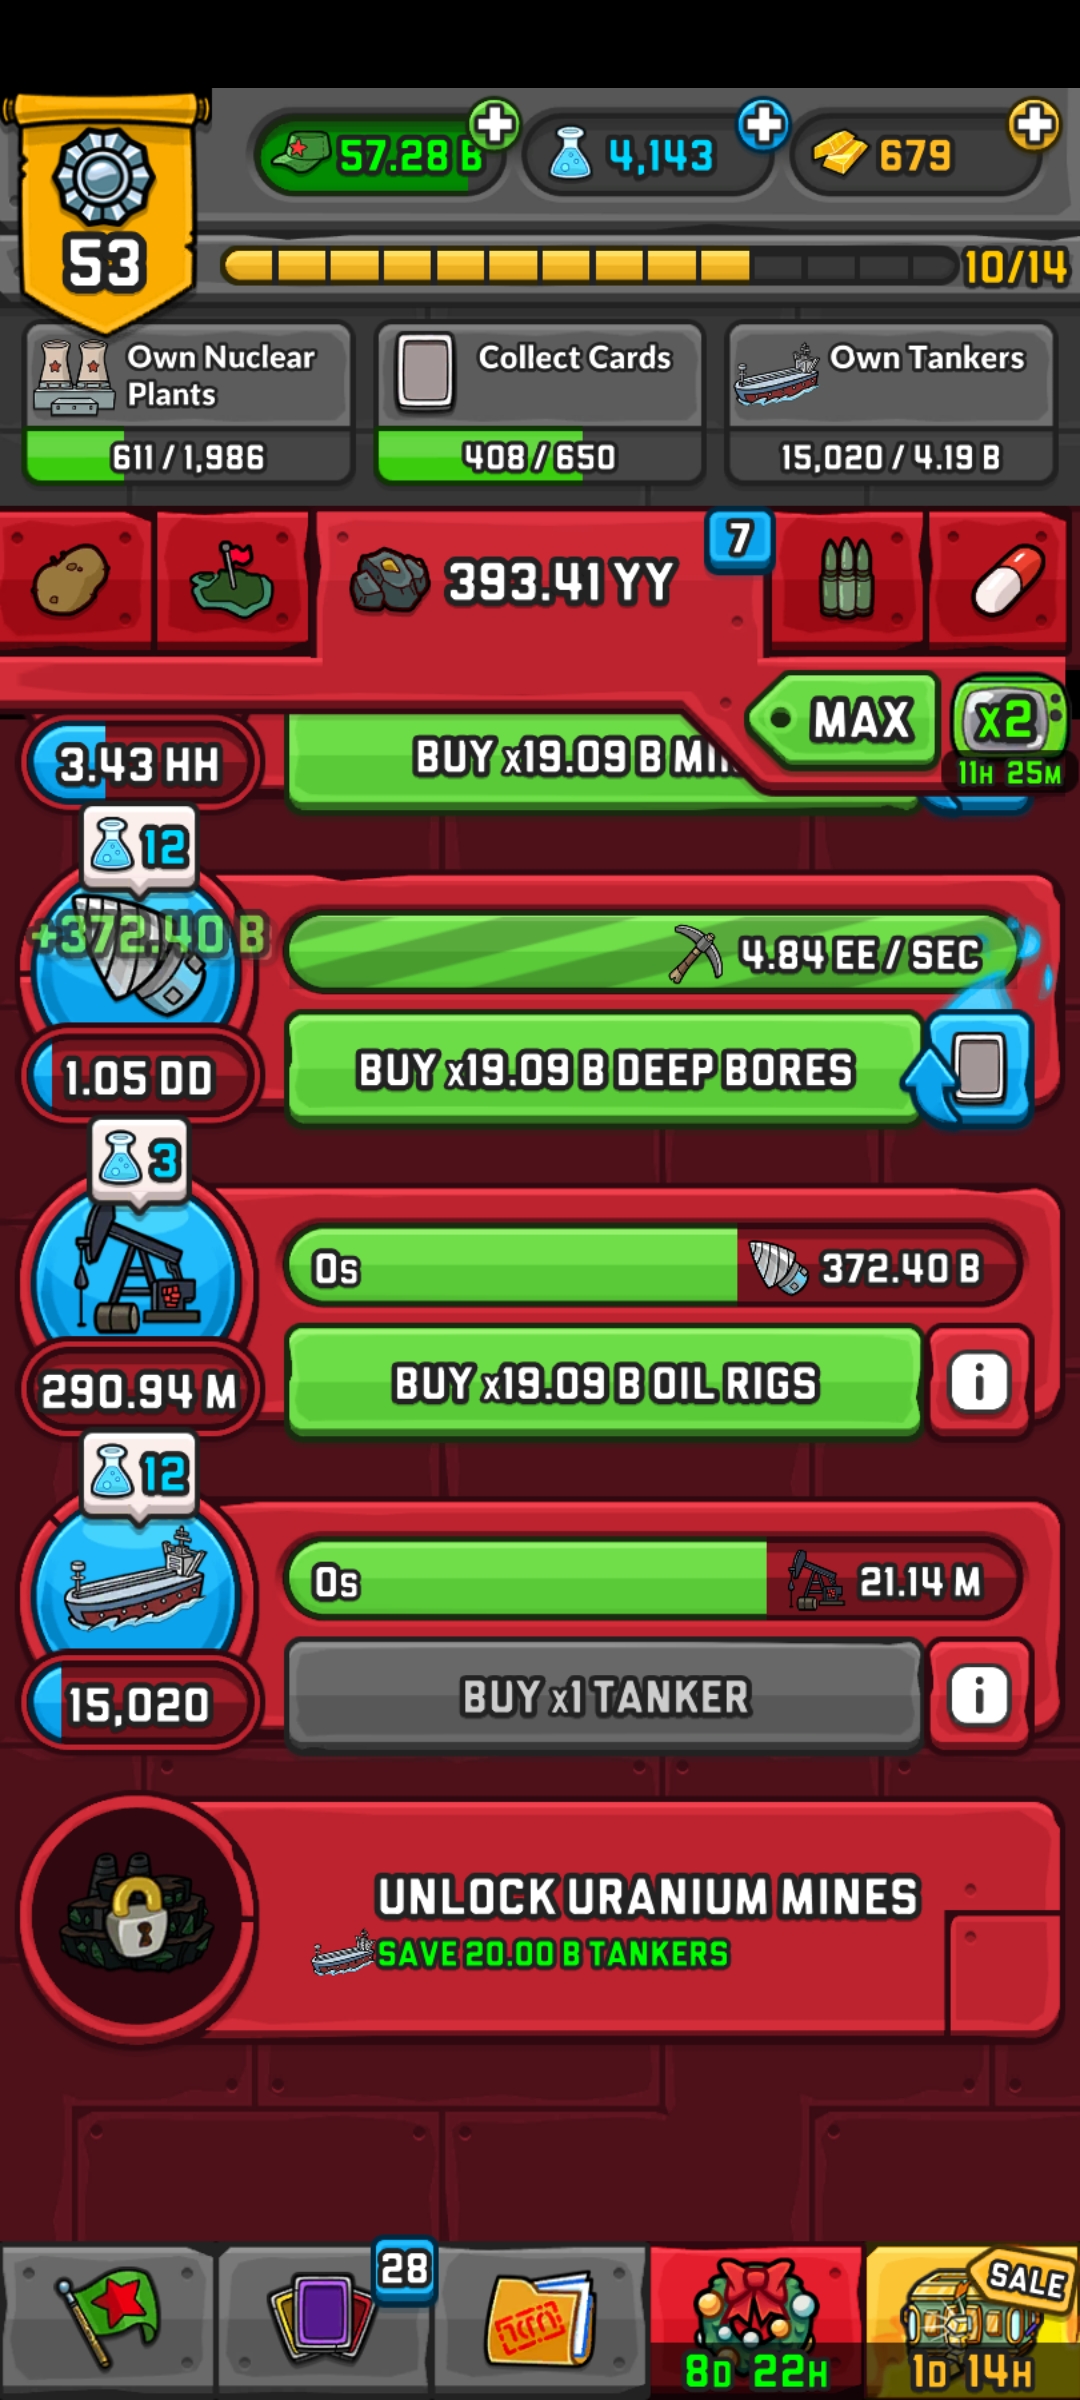 57.28 B
4,143
679
53
10/14
Own Nuclear
Plants
611 / 1,986
Collect Cards
408 / 650
Own Tankers
15,020 / 4.19 B
393.41 YY
7
MAX
x2
11H 25M
3.43 HH
BUY x19.09 B
12
+372.40 B
4.84 EE / SEC
1.05 DD
BUY x19.09 B DEEP BORES
3
0s
372.40 B
290.94 M
BUY x19.09 B OIL RIGS
12
0s
21.14 M
15,020
BUY x1 TANKER
UNLOCK URANIUM MINES
SAVE 20.00 B TANKERS
28
SALE
8D 22H
1D 14H